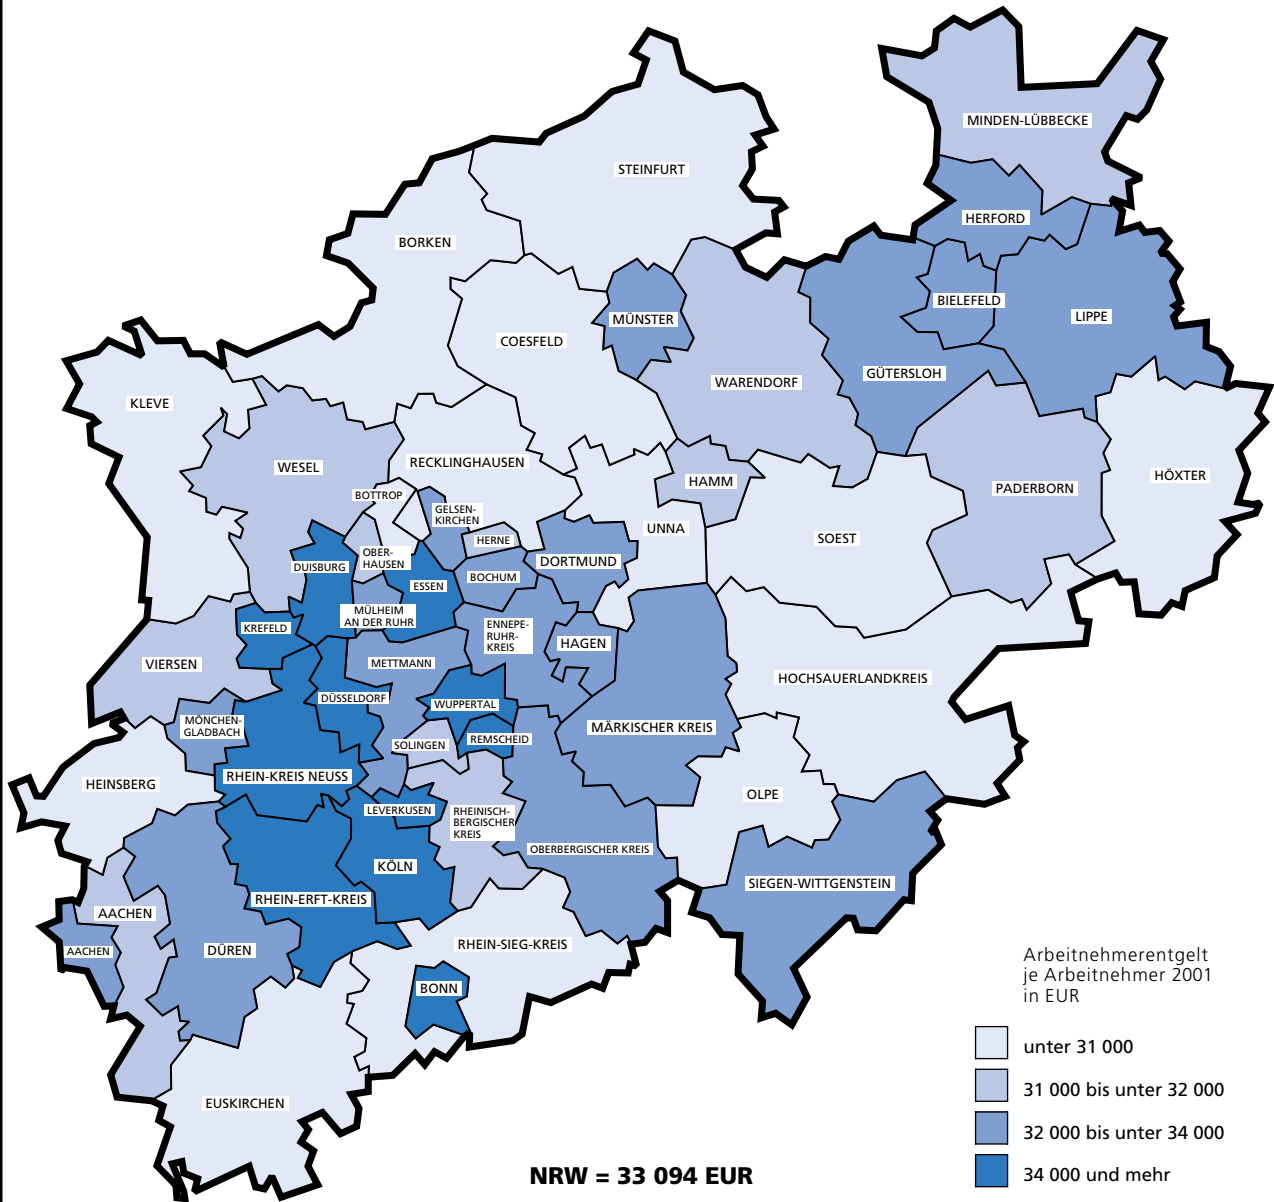 MINDEN-LÜBBECKE
STEINFURT
HERFORD
BORKEN
BIELEFELD
LIPPE
MÜNSTER
COESFELD
GÜTERSLOH
WARENDORF
KLEVE
WESEL
RECKLINGHAUSEN
HÖXTER
HAMM
PADERBORN
BOTTROP
GELSEN-
KIRCHEN
UNNA
SOEST
HERNE
OBER-
HAUSEN
DORTMUND
DUISBURG
BOCHUM
ESSEN
MÜLHEIM
AN DER RUHR
KREFELD
ENNEPE-
RUHR-
KREIS
HAGEN
VIERSEN
METTMANN
HOCHSAUERLANDKREIS
DÜSSELDORF
WUPPERTAL
MÖNCHEN-
GLADBACH
MÄRKISCHER KREIS
REMSCHEID
SOLINGEN
RHEIN-KREIS NEUSS
HEINSBERG
OLPE
LEVERKUSEN
RHEINISCH-
BERGISCHER
KREIS
OBERBERGISCHER KREIS
KÖLN
SIEGEN-WITTGENSTEIN
RHEIN-ERFT-KREIS
AACHEN
RHEIN-SIEG-KREIS
AACHEN
DÜREN
BONN
EUSKIRCHEN
Arbeitnehmerentgelt
je Arbeitnehmer 2001
in EUR
unter 31 000
31 000 bis unter 32 000
32 000 bis unter 34 000
34 000 und mehr
NRW = 33 094 EUR